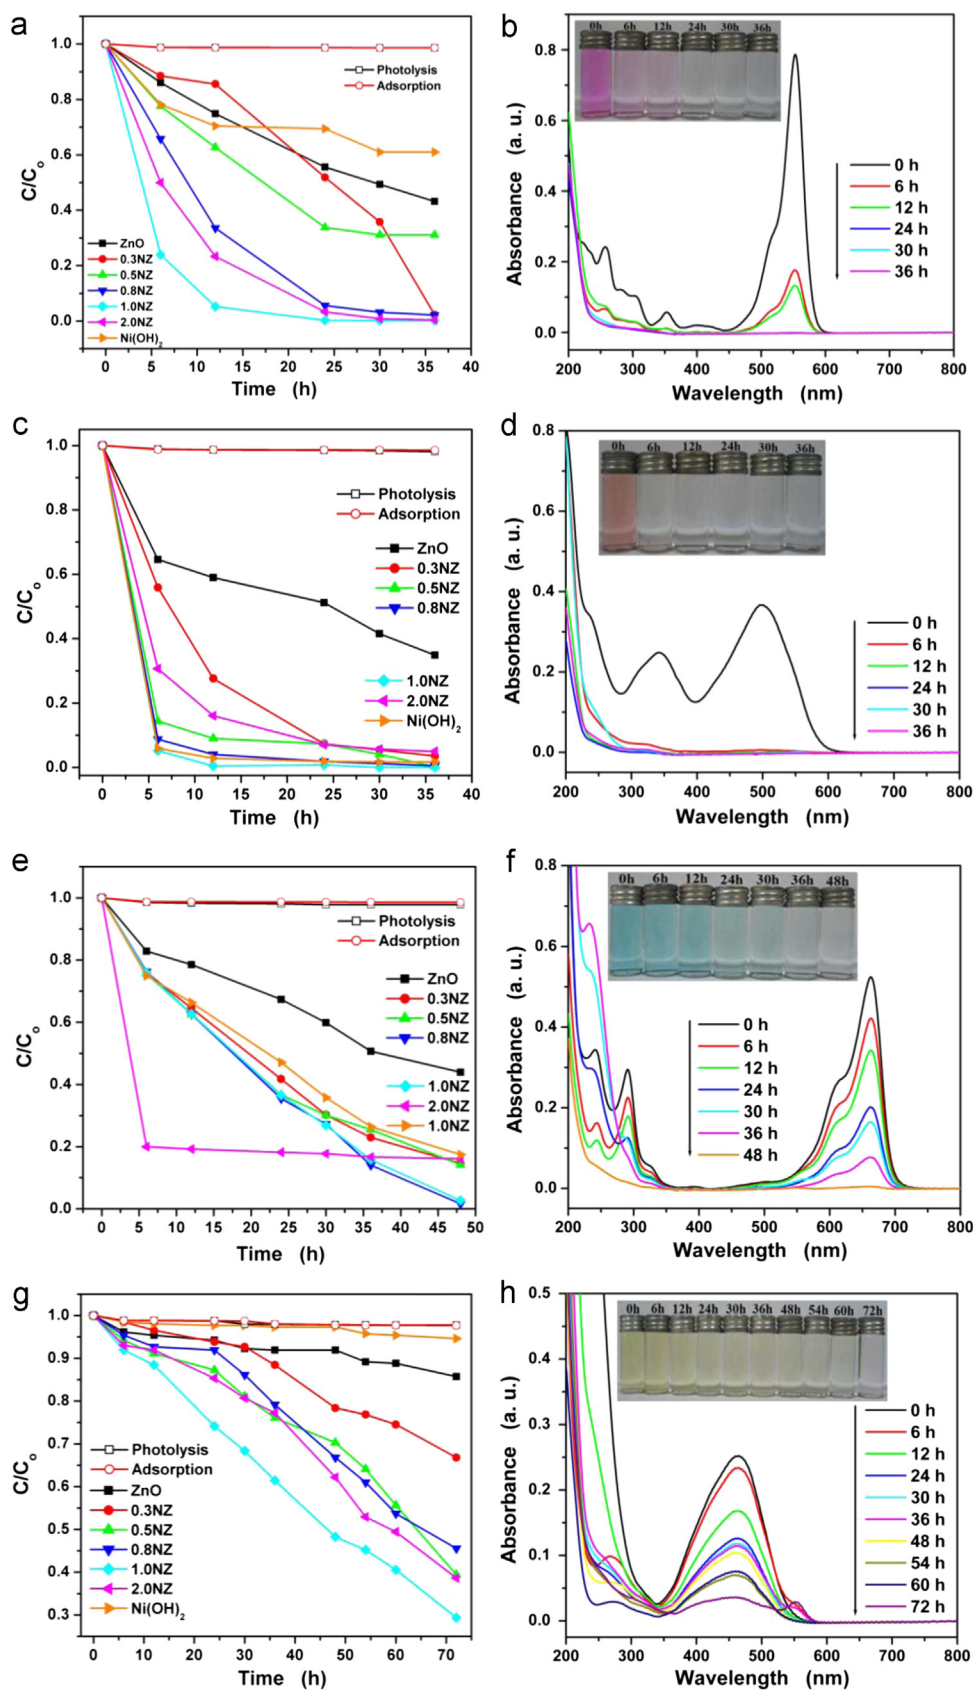 a
1.0
0.8
0.6
0.4
0.2
0.0
C/Co
Photolysis
Adsorption
ZnO
0.3NZ
0.5NZ
0.8NZ
1.0NZ
2.0NZ
Ni(OH)2
0 5 10 15 20 25 30 35 40
Time (h)
b
0.8
0.6
0.4
0.2
0.0
Absorbance (a. u.)
0h 6h 12h 24h 30h 36h
0 h
6 h
12 h
24 h
30 h
36 h
200 300 400 500 600 700 800
Wavelength (nm)
c
1.0
0.8
0.6
0.4
0.2
0.0
C/Co
Photolysis
Adsorption
ZnO
0.3NZ
0.5NZ
0.8NZ
1.0NZ
2.0NZ
Ni(OH)2
0 5 10 15 20 25 30 35 40
Time (h)
d
0.8
0.6
0.4
0.2
0.0
Absorbance (a. u.)
0h 6h 12h 24h 30h 36h
0 h
6 h
12 h
24 h
30 h
36 h
200 300 400 500 600 700 800
Wavelength (nm)
e
1.0
0.8
0.6
0.4
0.2
0.0
C/Co
Photolysis
Adsorption
ZnO
0.3NZ
0.5NZ
0.8NZ
1.0NZ
2.0NZ
1.0NZ
0 5 10 15 20 25 30 35 40 45 50
Time (h)
f
0.8
0.6
0.4
0.2
0.0
Absorbance (a. u.)
0h 6h 12h 24h 30h 36h 48h
0 h
6 h
12 h
24 h
30 h
36 h
48 h
200 300 400 500 600 700 800
Wavelength (nm)
g
1.0
0.9
0.8
0.7
0.6
0.5
0.4
0.3
C/Co
Photolysis
Adsorption
ZnO
0.3NZ
0.5NZ
0.8NZ
1.0NZ
2.0NZ
Ni(OH)2
0 10 20 30 40 50 60 70
Time (h)
h
0.5
0.4
0.3
0.2
0.1
0.0
Absorbance (a. u.)
0h 6h 12h 24h 30h 36h 48h 54h 60h 72h
0 h
6 h
12 h
24 h
30 h
36 h
48 h
54 h
60 h
72 h
200 300 400 500 600 700 800
Wavelength (nm)